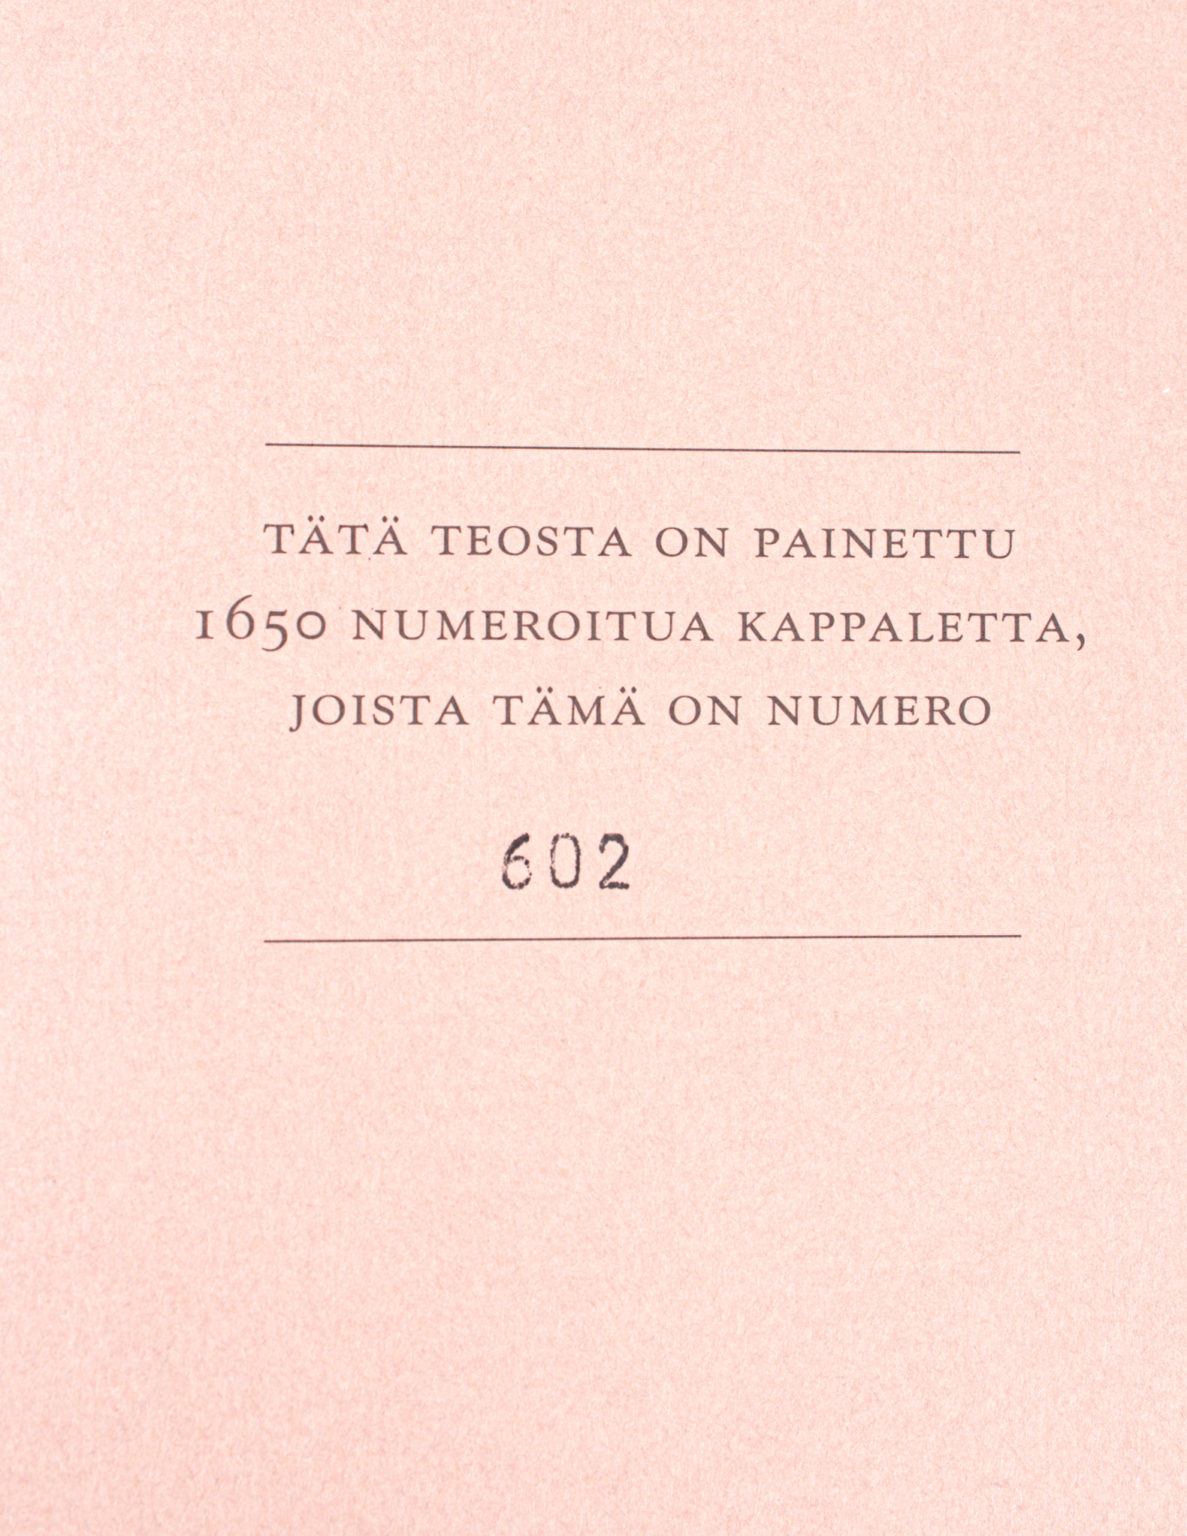 TÄTÄ TEOSTA ON PAINETTU
1650 NUMEROITUA KAPPALETTA,
JOISTA TÄMÄ ON NUMERO
602